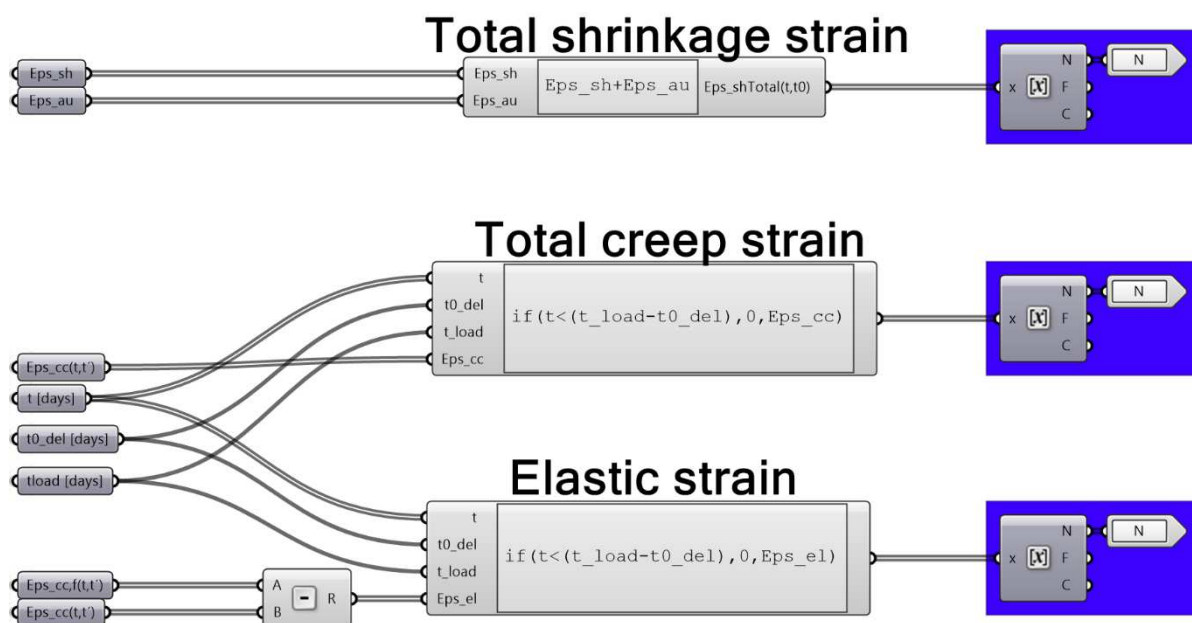 Total shrinkage strain
Eps_sh
Eps_au
Eps_sh
Eps_au
Eps_sh+Eps_au
Eps_shTotal(t,t0)
x
[x]
N
F
C
N
Total creep strain
Eps_cc(t,t´)
t [days]
t0_del [days]
tload [days]
t
t0_del
t_load
Eps_cc
if(t<(t_load-t0_del),0,Eps_cc)
x
[x]
N
F
C
N
Elastic strain
Eps_cc,f(t,t´)
Eps_cc(t,t´)
A
B
-
R
t
t0_del
t_load
Eps_el
if(t<(t_load-t0_del),0,Eps_el)
x
[x]
N
F
C
N